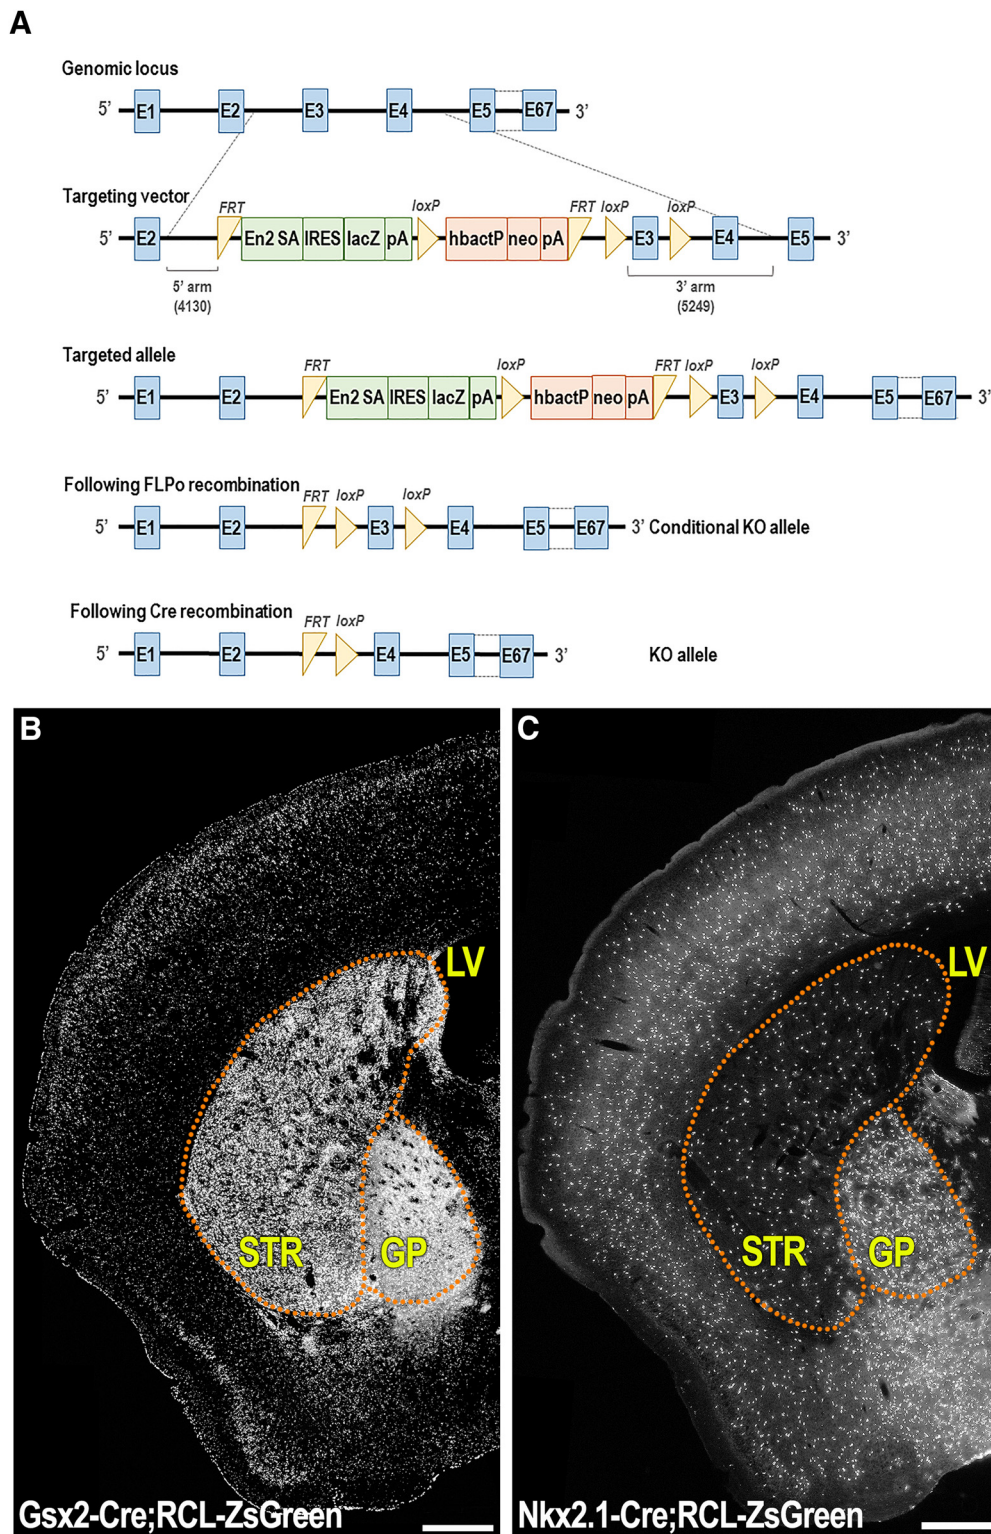 A
Genomic locus
5’ E1 E2 E3 E4 E5 E67 3’
Targeting vector
FRT loxP FRT loxP loxP
5’ E2 En2 SA IRES lacZ pA hbactP neo pA E3 E4 E5 3’
5’ arm 3’ arm
(4130) (5249)
Targeted allele
FRT loxP FRT loxP loxP
5’ E1 E2 En2 SA IRES lacZ pA hbactP neo pA E3 E4 E5 E67 3’
Following FLPo recombination
FRT loxP loxP
5’ E1 E2 E3 E4 E5 E67 3’ Conditional KO allele
Following Cre recombination
FRT loxP
5’ E1 E2 E4 E5 E67 3’ KO allele
B
LV
STR GP
Gsx2-Cre;RCL-ZsGreen
C
LV
STR GP
Nkx2.1-Cre;RCL-ZsGreen